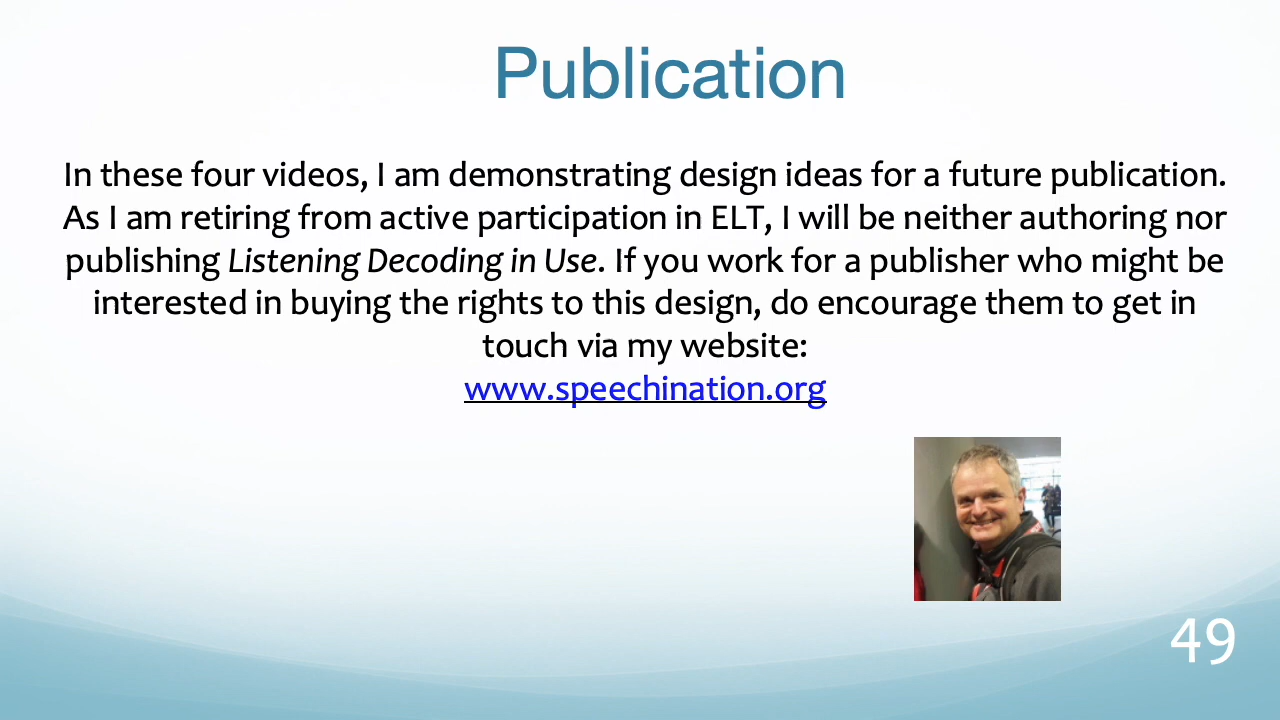 Publication
In these four videos, I am demonstrating design ideas for a future publication.
As I am retiring from active participation in ELT, I will be neither authoring nor
publishing Listening Decoding in Use. If you work for a publisher who might be
interested in buying the rights to this design, do encourage them to get in
touch via my website:
www.speechination.org
49